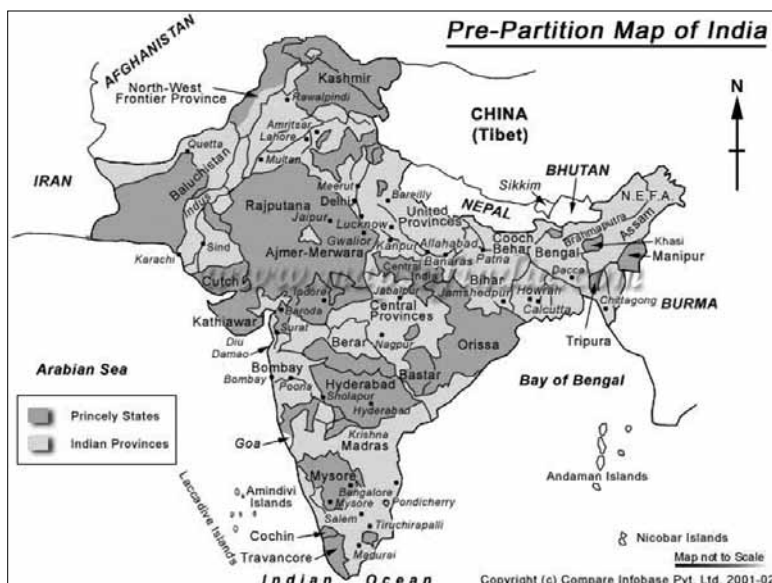 Pre-Partition Map of India
AFGHANISTAN
North-West
Frontier Province
Kashmir
Rawalpindi
CHINA
(Tibet)
N
Amritsar
Lahore
Quetta
Multan
Baluchistan
Indus
IRAN
Meerut
Delhi
Bareilly
Sikkim
BHUTAN
NEPAL
N.E.F.A.
Rajputana
Jaipur
United
Provinces
Lucknow
Gwalior
Kanpur
Allahabad
Banaras
Patna
Cooch
Behar
Bengal
Brahmaputra
Assam
Khasi
Manipur
Sind
Karachi
Ajmer-Merwara
Central
India
Bihar
Dacca
Cutch
Indore
Jabalpur
Jamshedpur
Howrah
Calcutta
Chittagong
BURMA
Kathiawar
Baroda
Surat
Central
Provinces
Tripura
Diu
Damao
Berar
Nagpur
Orissa
Arabian Sea
Bombay
Bombay
Poona
Bastar
Bay of Bengal
Hyderabad
Sholapur
Hyderabad
Princely States
Indian Provinces
Goa
Krishna
Madras
Andaman Islands
Laccadive Islands
Amindivi
Islands
Mysore
Bangalore
Mysore
Pondicherry
Salem
Tiruchirapalli
Cochin
Travancore
Madurai
Nicobar Islands
Map not to Scale
Indian Ocean
Copyright (c) Compare Infobase Pvt. Ltd. 2001-02